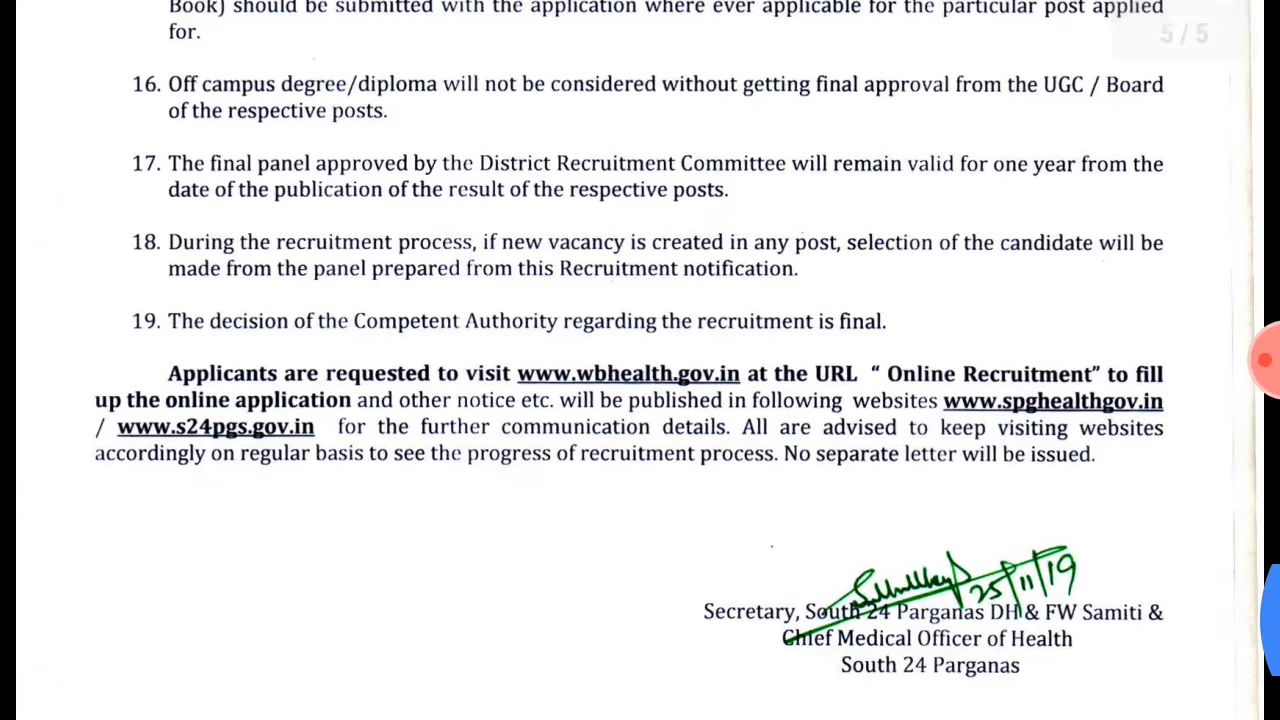 Book) should be submitted with the application where ever applicable for the particular post applied
for.
5 / 5
16. Off campus degree/diploma will not be considered without getting final approval from the UGC / Board
of the respective posts.
17. The final panel approved by the District Recruitment Committee will remain valid for one year from the
date of the publication of the result of the respective posts.
18. During the recruitment process, if new vacancy is created in any post, selection of the candidate will be
made from the panel prepared from this Recruitment notification.
19. The decision of the Competent Authority regarding the recruitment is final.
Applicants are requested to visit www.wbhealth.gov.in at the URL “ Online Recruitment” to fill
up the online application and other notice etc. will be published in following websites www.spghealthgov.in
/ www.s24pgs.gov.in for the further communication details. All are advised to keep visiting websites
accordingly on regular basis to see the progress of recruitment process. No separate letter will be issued.
25/11/19
Secretary, South 24 Parganas DH & FW Samiti &
Chief Medical Officer of Health
South 24 Parganas